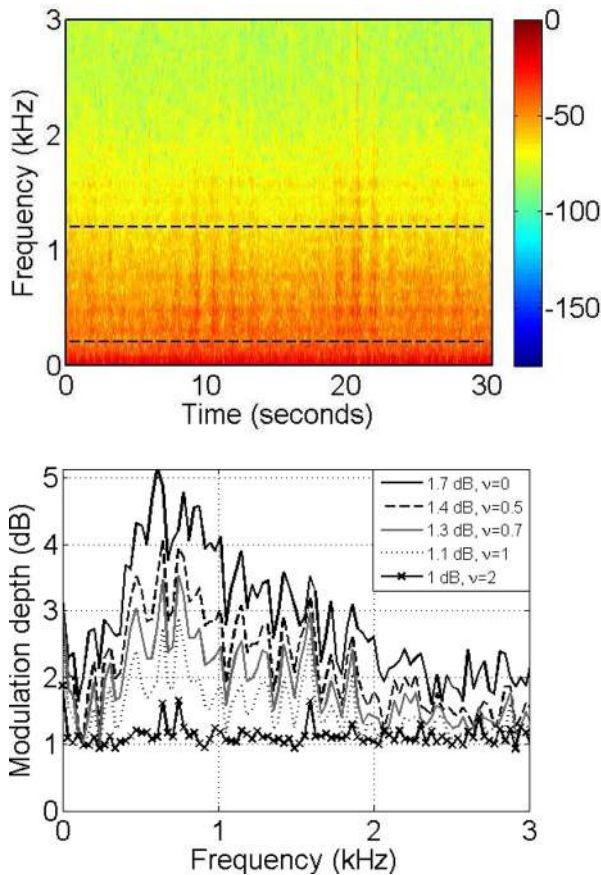 3
2
1
0
Frequency (kHz)
0
10
20
30
Time (seconds)
0
-50
-100
-150
5
4
3
2
1
0
Modulation depth (dB)
1.7 dB, ν=0
1.4 dB, ν=0.5
1.3 dB, ν=0.7
1.1 dB, ν=1
1 dB, ν=2
0
1
2
3
Frequency (kHz)